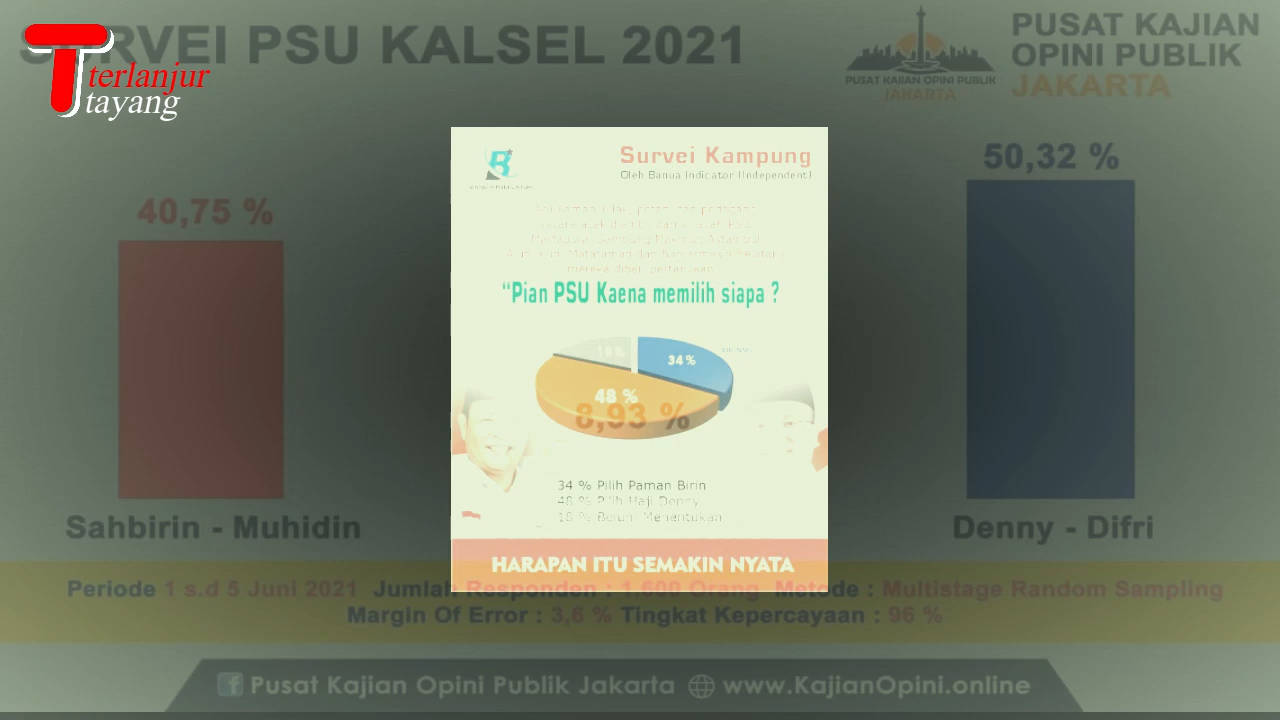 SURVEI PSU KALSEL 2021
terlanjur
tayang
PUSAT KAJIAN OPINI PUBLIK
JAKARTA
PUSAT KAJIAN
OPINI PUBLIK
JAKARTA
40,75 %
50,32 %
Survei Kampung
Oleh Banua Indicator (Independent)
“Pian PSU Kaena memilih siapa ?
34 %
48 %
8,93 %
34 % Pilih Paman Birin
48 % Pilih Haji Denny
18 % Belum Menentukan
Sahbirin - Muhidin
Denny - Difri
HARAPAN ITU SEMAKIN NYATA
Periode 1 s.d 5 Juni 2021 Jumlah Responden : 1.600 Orang Metode : Multistage Random Sampling
Margin Of Error : 3,6 % Tingkat Kepercayaan : 96 %
Pusat Kajian Opini Publik Jakarta www.KajianOpini.online